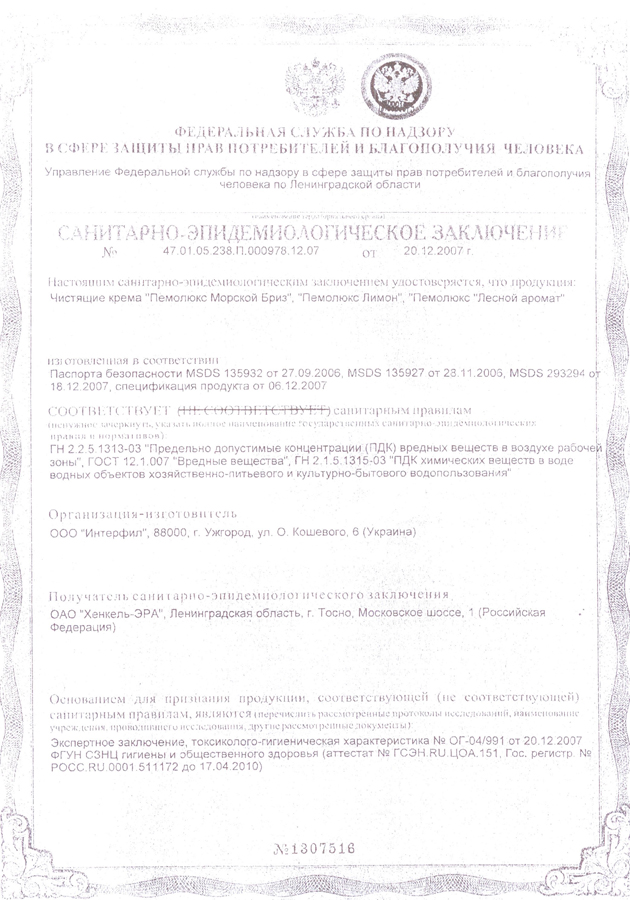 ФЕДЕРАЛЬНАЯ СЛУЖБА ПО НАДЗОРУ
В СФЕРЕ ЗАЩИТЫ ПРАВ ПОТРЕБИТЕЛЕЙ И БЛАГОПОЛУЧИЯ ЧЕЛОВЕКА
Управление Федеральной службы по надзору в сфере защиты прав потребителей и благополучия
человека по Ленинградской области
САНИТАРНО-ЭПИДЕМИОЛОГИЧЕСКОЕ ЗАКЛЮЧЕНИЕ
№ 47.01.05.238.П.000978.12.07 от 20.12.2007 г.
Настоящим санитарно-эпидемиологическим заключением удостоверяется, что продукция:
Чистящие крема "Пемолюкс Морской Бриз", "Пемолюкс Лимон", "Пемолюкс "Лесной аромат"
изготовленная в соответствии
Паспорта безопасности MSDS 135932 от 27.09.2006, MSDS 135927 от 28.11.2006, MSDS 293294 от
18.12.2007, спецификация продукта от 06.12.2007
СООТВЕТСТВУЕТ (НЕ СООТВЕТСТВУЕТ) санитарным правилам
(ненужное зачеркнуть, указать полное наименование государственных санитарно-эпидемиологических
правил и нормативов):
ГН 2.2.5.1313-03 "Предельно допустимые концентрации (ПДК) вредных веществ в воздухе рабочей
зоны", ГОСТ 12.1.007 "Вредные вещества", ГН 2.1.5.1315-03 "ПДК химических веществ в воде
водных объектов хозяйственно-питьевого и культурно-бытового водопользования"
Организация-изготовитель
ООО "Интерфил", 88000, г. Ужгород, ул. О. Кошевого, 6 (Украина)
Получатель санитарно-эпидемиологического заключения
ОАО "Хенкель-ЭРА", Ленинградская область, г. Тосно, Московское шоссе, 1 (Российская
Федерация)
Основанием для признания продукции, соответствующей (не соответствующей)
санитарным правилам, являются (перечислить рассмотренные протоколы исследований, наименование
учреждения, проводившего исследования, другие рассмотренные документы):
Экспертное заключение, токсиколого-гигиеническая характеристика № ОГ-04/991 от 20.12.2007
ФГУН СЗНЦ гигиены и общественного здоровья (аттестат № ГСЭН.RU.ЦОА.151, Гос. регистр. №
РОСС.RU.0001.511172 до 17.04.2010)
№1307516